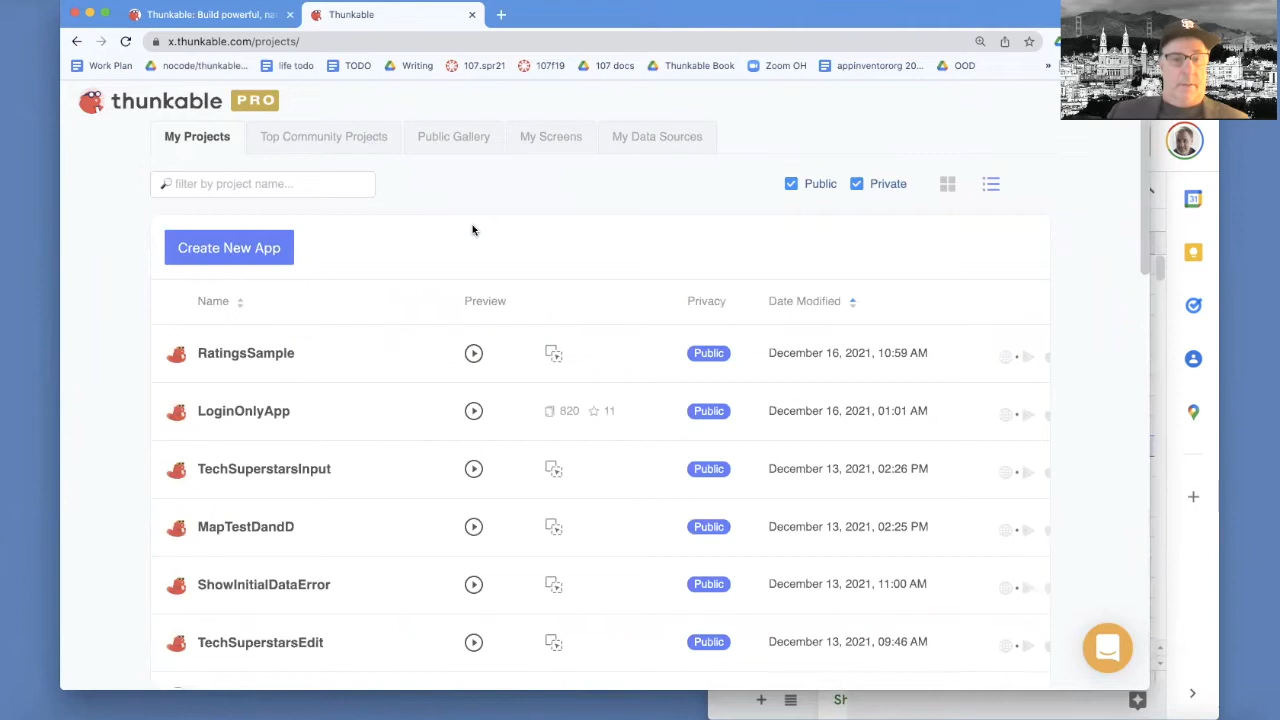 Thunkable: Build powerful, na
Thunkable
x.thunkable.com/projects/
Work Plan
nocode/thunkable...
life todo
TODO
Writing
107 spr21
107f19
107 docs
Thunkable Book
Zoom OH
appinventorog 20...
OOD
»
thunkable PRO
My Projects
Top Community Projects
Public Gallery
My Screens
My Data Sources
filter by project name...
Public
Private
31
Create New App
Name
Preview
Privacy
Date Modified
RatingsSample
Public
December 16, 2021, 10:59 AM
LoginOnlyApp
820
11
Public
December 16, 2021, 01:01 AM
TechSuperstarsInput
Public
December 13, 2021, 02:26 PM
MapTestDandD
Public
December 13, 2021, 02:25 PM
ShowInitialDataError
Public
December 13, 2021, 11:00 AM
TechSuperstarsEdit
Public
December 13, 2021, 09:46 AM
Sh